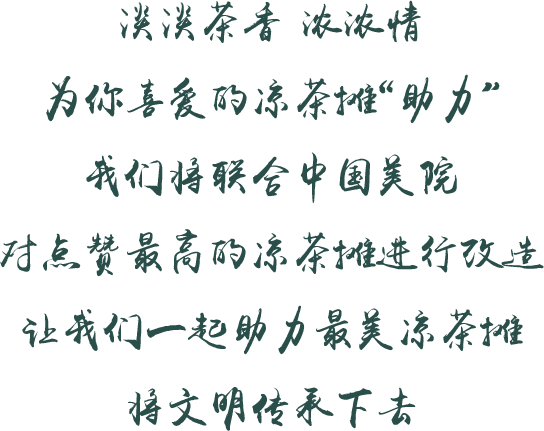 淡淡茶香 浓浓情
为你喜爱的凉茶摊“助力”
我们将联合中国美院
对点赞最高的凉茶摊进行改造
让我们一起助力最美凉茶摊
将文明传承下去